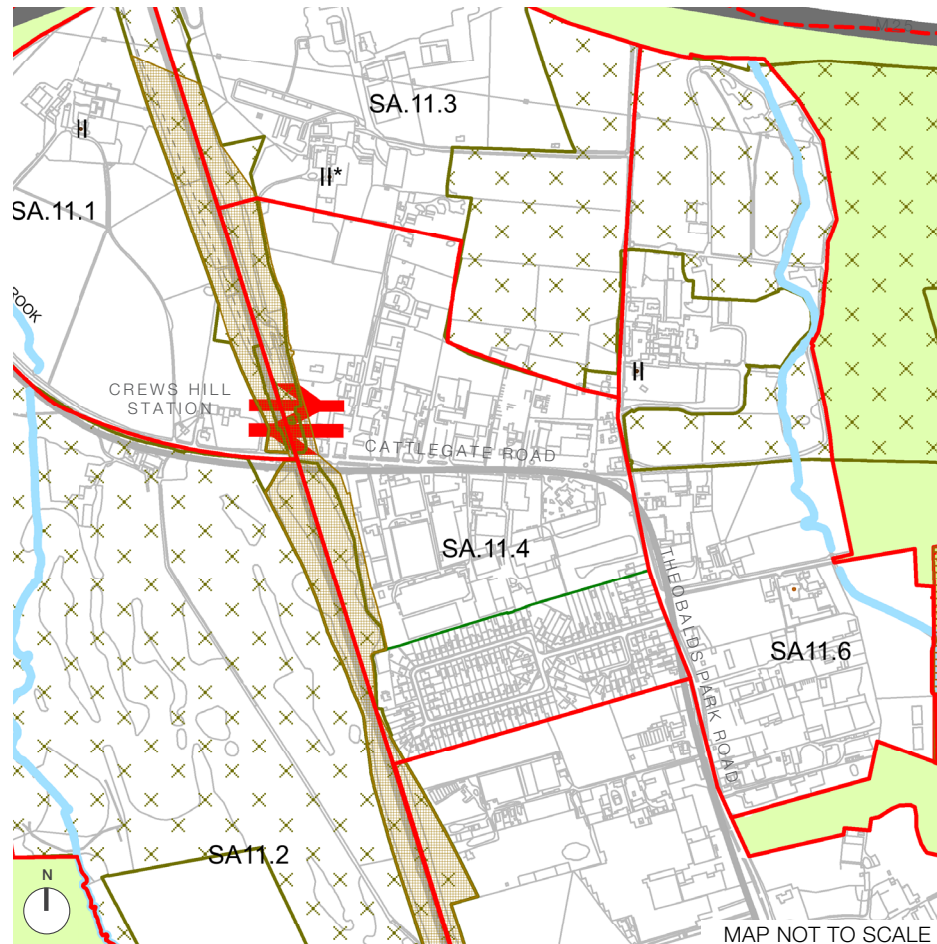 M25
SA.11.3
II
II*
SA.11.1
ROOK
II
CREWS HILL
STATION
CATTLEGATE ROAD
SA.11.4
THEOBALDS PARK ROAD
SA11.6
SA11.2
N
MAP NOT TO SCALE